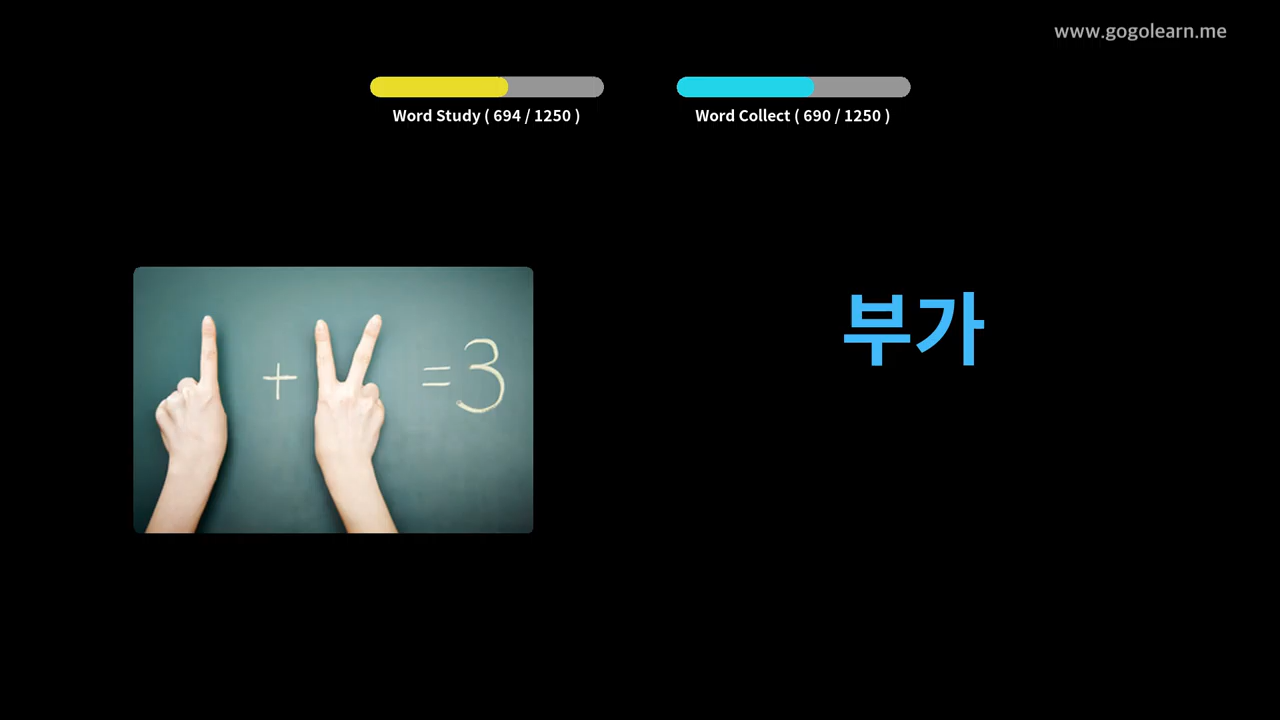 www.gogolearn.me
Word Study ( 694 / 1250 )
Word Collect ( 690 / 1250 )
+ = 3
부가